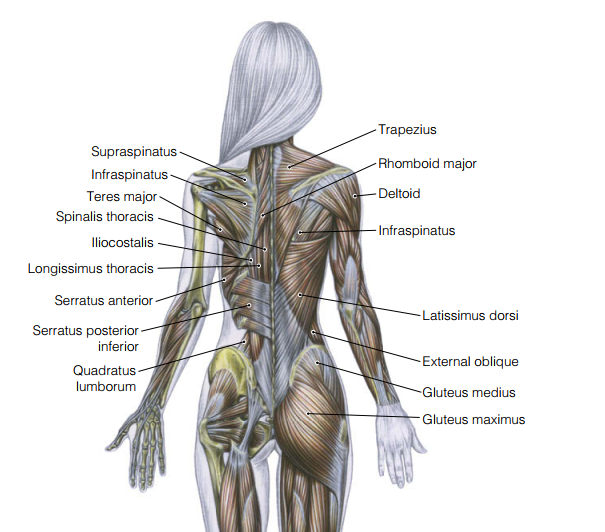 Trapezius
Supraspinatus
Rhomboid major
Infraspinatus
Teres major
Deltoid
Spinalis thoracis
Infraspinatus
Iliocostalis
Longissimus thoracis
Serratus anterior
Latissimus dorsi
Serratus posterior
inferior
External oblique
Quadratus
lumborum
Gluteus medius
Gluteus maximus